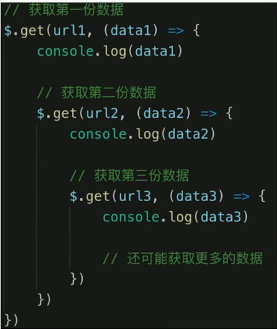 // 获取第一份数据
$.get(url1, (data1) => {
    console.log(data1)

    // 获取第二份数据
    $.get(url2, (data2) => {
        console.log(data2)

        // 获取第三份数据
        $.get(url3, (data3) => {
            console.log(data3)

            // 还可能获取更多的数据
        })
    })
})